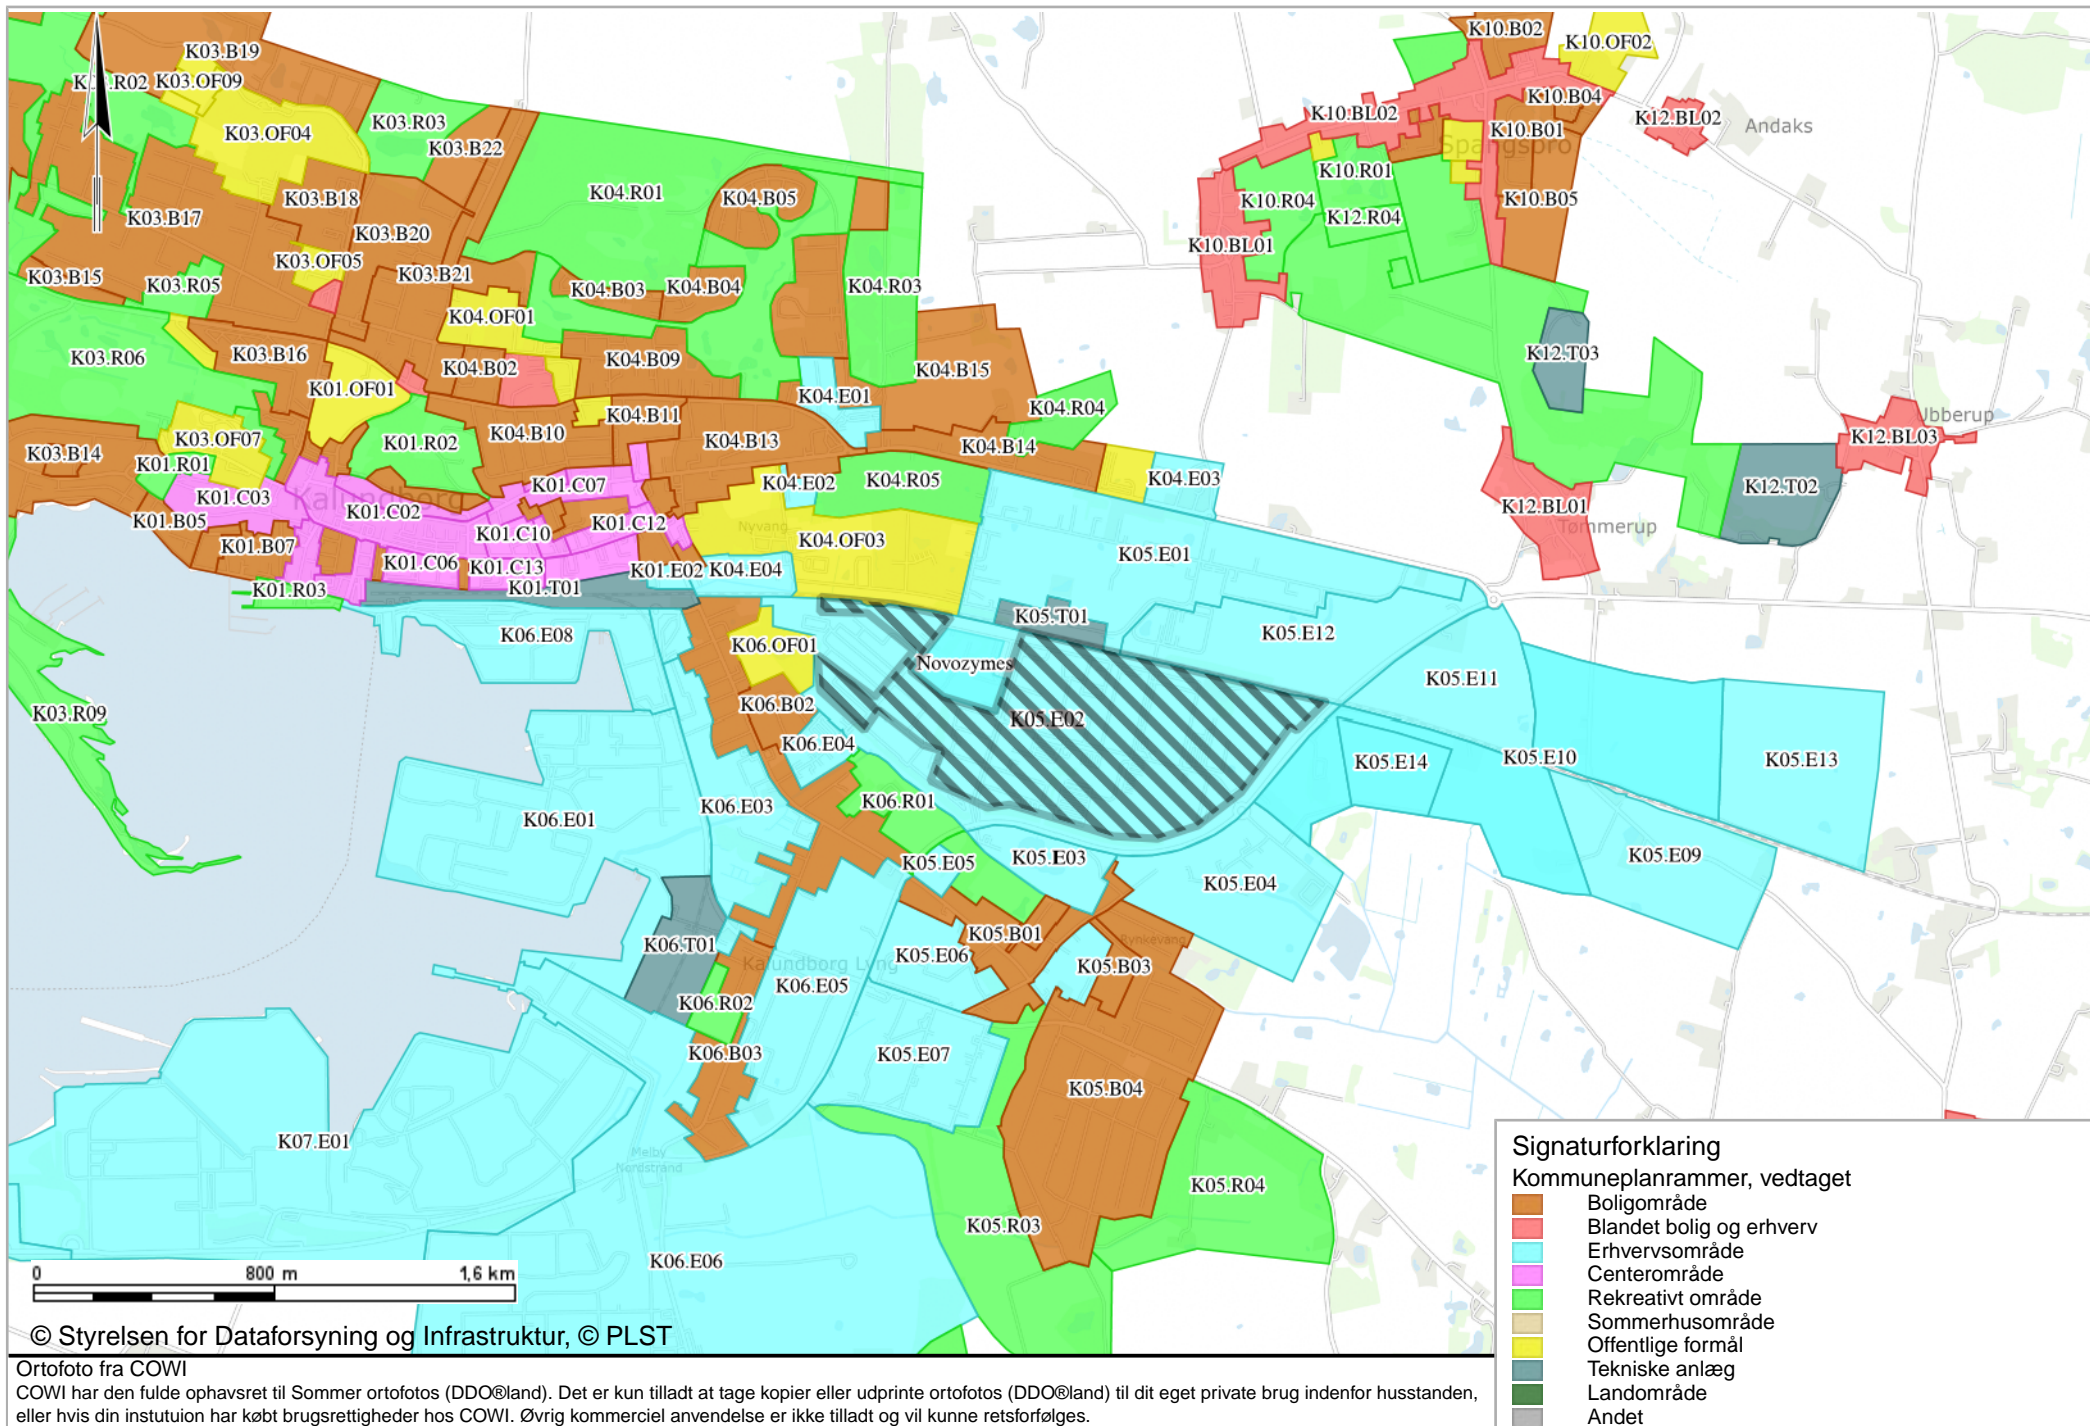 K10.B02
K10.OF02
K03.B19
K03.OF09
R02
K03.OF04
K03.R03
K03.B22
K10.BL02
K10.B04
K12.BL02
Andaks
K10.B01
Spangsbro
K03.B18
K03.B17
K04.R01
K04.B05
K10.R01
K10.R04
K12.R04
K10.B05
K03.B20
K10.BL01
K03.OF05
K03.B21
K03.B15
K03.R05
K04.B03
K04.B04
K04.R03
K04.OF01
K03.R06
K03.B16
K04.B02
K04.B09
K04.B15
K12.T03
K01.OF01
K04.E01
K04.R04
K04.B11
Ubberup
K12.BL03
K03.OF07
K01.R02
K04.B10
K04.B13
K04.B14
K03.B14
K01.R01
K01.C03
Kalundborg
K01.C07
K04.E02
K04.R05
K04.E03
K12.T02
K01.C02
K01.B05
K01.C12
K12.BL01
Nyvang
Tømmerup
K01.C10
K01.B07
K04.OF03
K05.E01
K01.C06
K01.C13
K01.E02
K04.E04
K01.R03
K01.T01
K05.T01
K06.E08
K06.OF01
K05.E12
Novozymes
K05.E11
K03.R09
K06.B02
K05.E02
K06.E04
K05.E10
K05.E13
K05.E14
K06.E01
K06.E03
K06.R01
K05.E05
K05.E03
K05.E09
K05.E04
K06.T01
K05.B01
Rynkevang
Kalundborg Lyng
K05.E06
K05.B03
K06.E05
K06.R02
K06.B03
K05.E07
K05.B04
K07.E01
Melby
Nordstrand
K05.R04
K05.R03
K06.E06
0 800 m 1,6 km
© Styrelsen for Dataforsyning og Infrastruktur, © PLST
Ortofoto fra COWI
COWI har den fulde ophavsret til Sommer ortofotos (DDO®land). Det er kun tilladt at tage kopier eller udprinte ortofotos (DDO®land) til dit eget private brug indenfor husstanden,
eller hvis din instutuion har købt brugsrettigheder hos COWI. Øvrig kommerciel anvendelse er ikke tilladt og vil kunne retsforfølges.
Signaturforklaring
Kommuneplanrammer, vedtaget
Boligområde
Blandet bolig og erhverv
Erhvervsområde
Centerområde
Rekreativt område
Sommerhusområde
Offentlige formål
Tekniske anlæg
Landområde
Andet